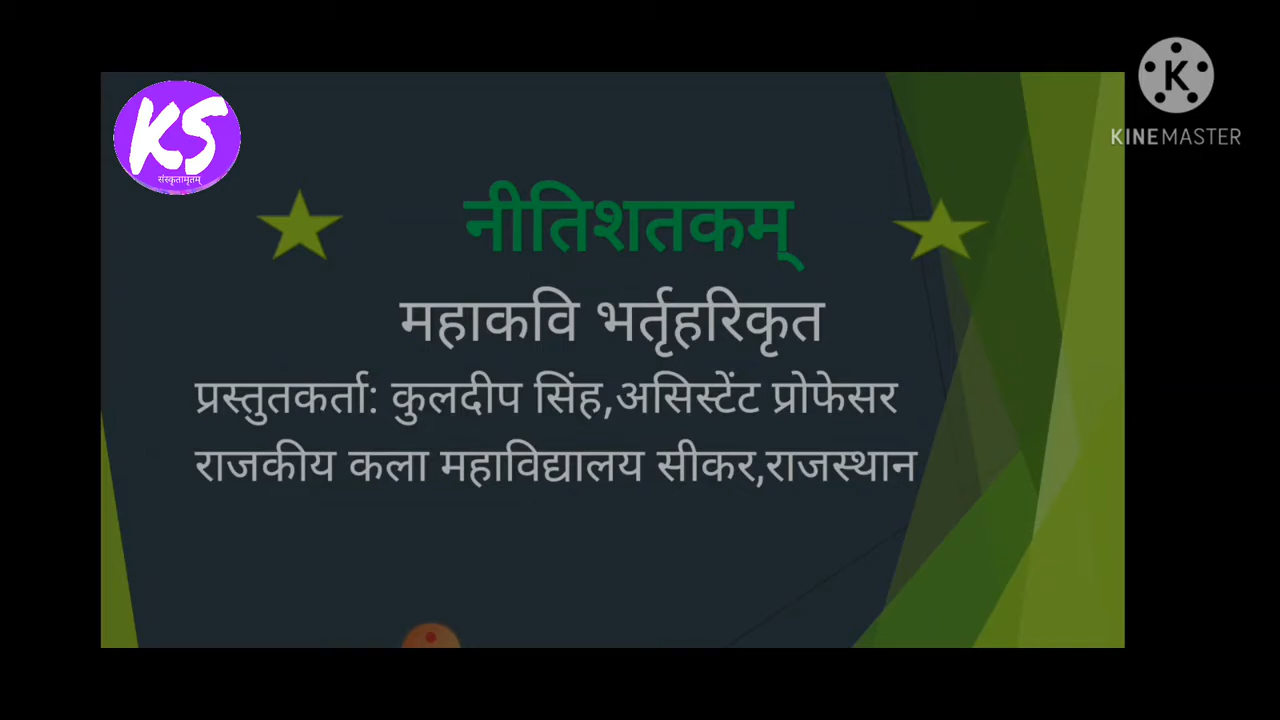 KS
संस्कृतामृतम्
K
KINEMASTER
नीतिशतकम्
महाकवि भर्तृहरिकृत
प्रस्तुतकर्ता: कुलदीप सिंह,असिस्टेंट प्रोफेसर
राजकीय कला महाविद्यालय सीकर,राजस्थान